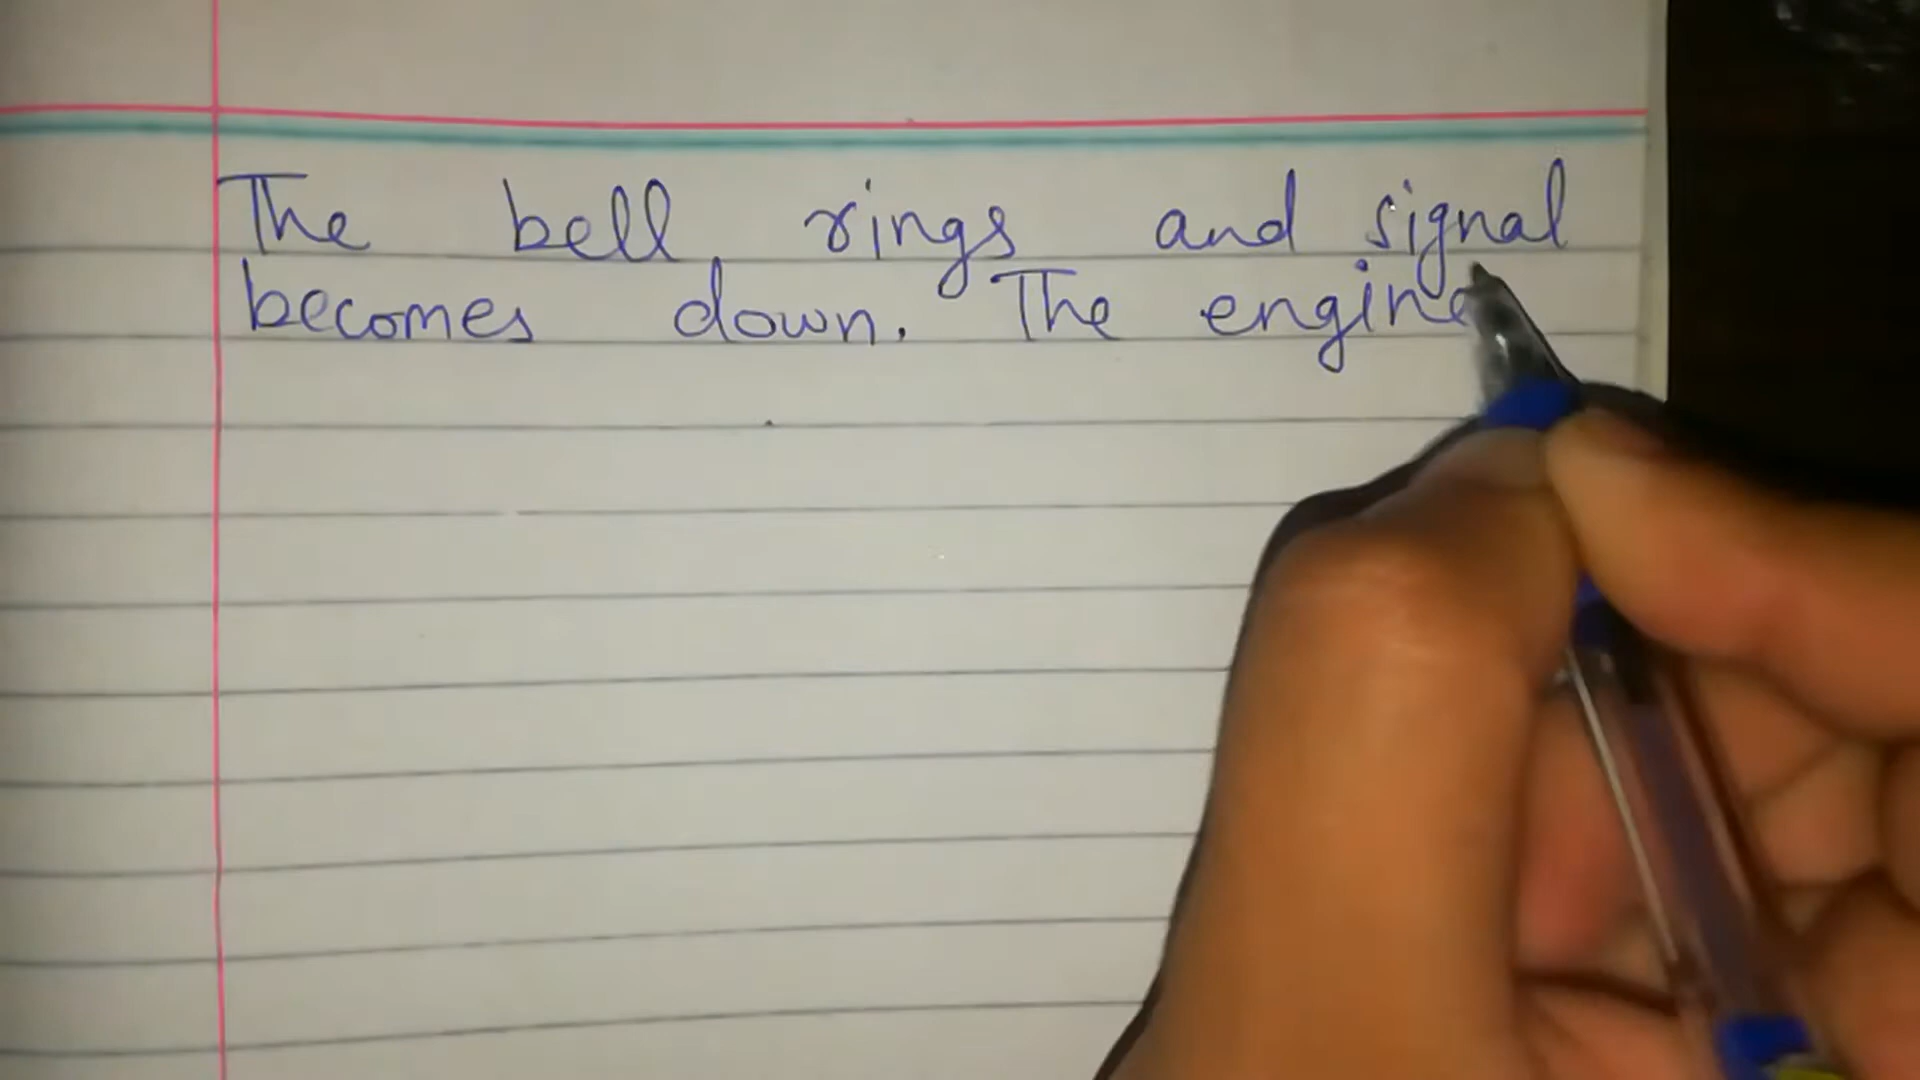 The bell rings and signal
becomes down. The engine